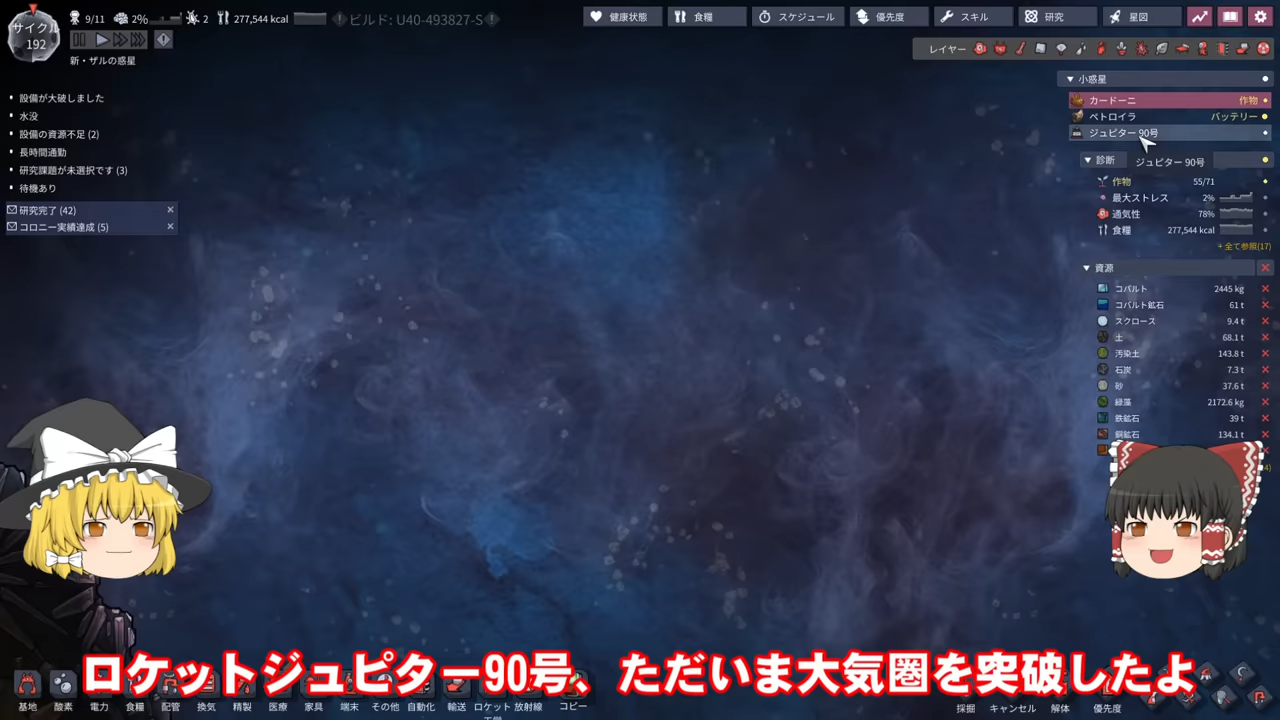 サイクル
192
9/11
2%
2
277,544 kcal
ビルド: U40-493827-S
新・ザルの惑星
健康状態
食糧
スケジュール
優先度
スキル
研究
星図
レイヤー
設備が大破しました
水没
設備の資源不足 (2)
長時間通勤
研究課題が未選択です (3)
待機あり
研究完了 (42)
コロニー実績達成 (5)
小惑星
カードーニ 作物
ペトロイラ バッテリー
ジュピター 90号
診断
ジュピター 90号
作物 55/71
最大ストレス 2%
通気性 78%
食糧 277,544 kcal
+ 全て参照(17)
資源
コバルト 2445 kg
コバルト鉱石 61 t
スクロース 9.4 t
土 68.1 t
汚染土 143.8 t
石炭 7.3 t
砂 37.6 t
緑藻 2172.6 kg
鉄鉱石 39 t
銅鉱石 134.1 t
ロケットジュピター90号、ただいま大気圏を突破したよ
基地
酸素
電力
食糧
配管
換気
精製
医療
家具
端末
その他
自動化
輸送
ロケット
放射線
コピー
採掘
キャンセル
解体
優先度